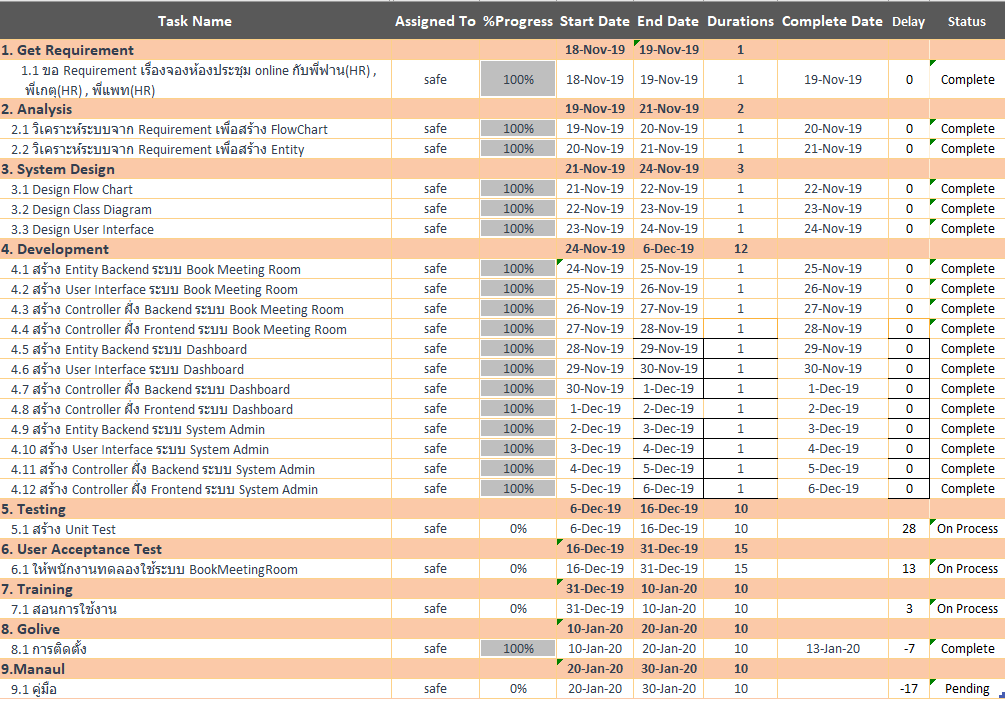 Task Name Assigned To %Progress Start Date End Date Durations Complete Date Delay Status
1. Get Requirement 18-Nov-19 19-Nov-19 1
1.1 ขอ Requirement เรื่องจองห้องประชุม online กับพี่ฟาน(HR) ,
พี่เกตุ(HR) , พี่แพท(HR) safe 100% 18-Nov-19 19-Nov-19 1 19-Nov-19 0 Complete
2. Analysis 19-Nov-19 21-Nov-19 2
2.1 วิเคราะห์ระบบจาก Requirement เพื่อสร้าง FlowChart safe 100% 19-Nov-19 20-Nov-19 1 20-Nov-19 0 Complete
2.2 วิเคราะห์ระบบจาก Requirement เพื่อสร้าง Entity safe 100% 20-Nov-19 21-Nov-19 1 21-Nov-19 0 Complete
3. System Design 21-Nov-19 24-Nov-19 3
3.1 Design Flow Chart safe 100% 21-Nov-19 22-Nov-19 1 22-Nov-19 0 Complete
3.2 Design Class Diagram safe 100% 22-Nov-19 23-Nov-19 1 23-Nov-19 0 Complete
3.3 Design User Interface safe 100% 23-Nov-19 24-Nov-19 1 24-Nov-19 0 Complete
4. Development 24-Nov-19 6-Dec-19 12
4.1 สร้าง Entity Backend ระบบ Book Meeting Room safe 100% 24-Nov-19 25-Nov-19 1 25-Nov-19 0 Complete
4.2 สร้าง User Interface ระบบ Book Meeting Room safe 100% 25-Nov-19 26-Nov-19 1 26-Nov-19 0 Complete
4.3 สร้าง Controller ฝั่ง Backend ระบบ Book Meeting Room safe 100% 26-Nov-19 27-Nov-19 1 27-Nov-19 0 Complete
4.4 สร้าง Controller ฝั่ง Frontend ระบบ Book Meeting Room safe 100% 27-Nov-19 28-Nov-19 1 28-Nov-19 0 Complete
4.5 สร้าง Entity Backend ระบบ Dashboard safe 100% 28-Nov-19 29-Nov-19 1 29-Nov-19 0 Complete
4.6 สร้าง User Interface ระบบ Dashboard safe 100% 29-Nov-19 30-Nov-19 1 30-Nov-19 0 Complete
4.7 สร้าง Controller ฝั่ง Backend ระบบ Dashboard safe 100% 30-Nov-19 1-Dec-19 1 1-Dec-19 0 Complete
4.8 สร้าง Controller ฝั่ง Frontend ระบบ Dashboard safe 100% 1-Dec-19 2-Dec-19 1 2-Dec-19 0 Complete
4.9 สร้าง Entity Backend ระบบ System Admin safe 100% 2-Dec-19 3-Dec-19 1 3-Dec-19 0 Complete
4.10 สร้าง User Interface ระบบ System Admin safe 100% 3-Dec-19 4-Dec-19 1 4-Dec-19 0 Complete
4.11 สร้าง Controller ฝั่ง Backend ระบบ System Admin safe 100% 4-Dec-19 5-Dec-19 1 5-Dec-19 0 Complete
4.12 สร้าง Controller ฝั่ง Frontend ระบบ System Admin safe 100% 5-Dec-19 6-Dec-19 1 6-Dec-19 0 Complete
5. Testing 6-Dec-19 16-Dec-19 10
5.1 สร้าง Unit Test safe 0% 6-Dec-19 16-Dec-19 10 28 On Process
6. User Acceptance Test 16-Dec-19 31-Dec-19 15
6.1 ให้พนักงานทดลองใช้ระบบ BookMeetingRoom safe 0% 16-Dec-19 31-Dec-19 15 13 On Process
7. Training 31-Dec-19 10-Jan-20 10
7.1 สอนการใช้งาน safe 0% 31-Dec-19 10-Jan-20 10 3 On Process
8. Golive 10-Jan-20 20-Jan-20 10
8.1 การติดตั้ง safe 100% 10-Jan-20 20-Jan-20 10 13-Jan-20 -7 Complete
9.Manaul 20-Jan-20 30-Jan-20 10
9.1 คู่มือ safe 0% 20-Jan-20 30-Jan-20 10 -17 Pending